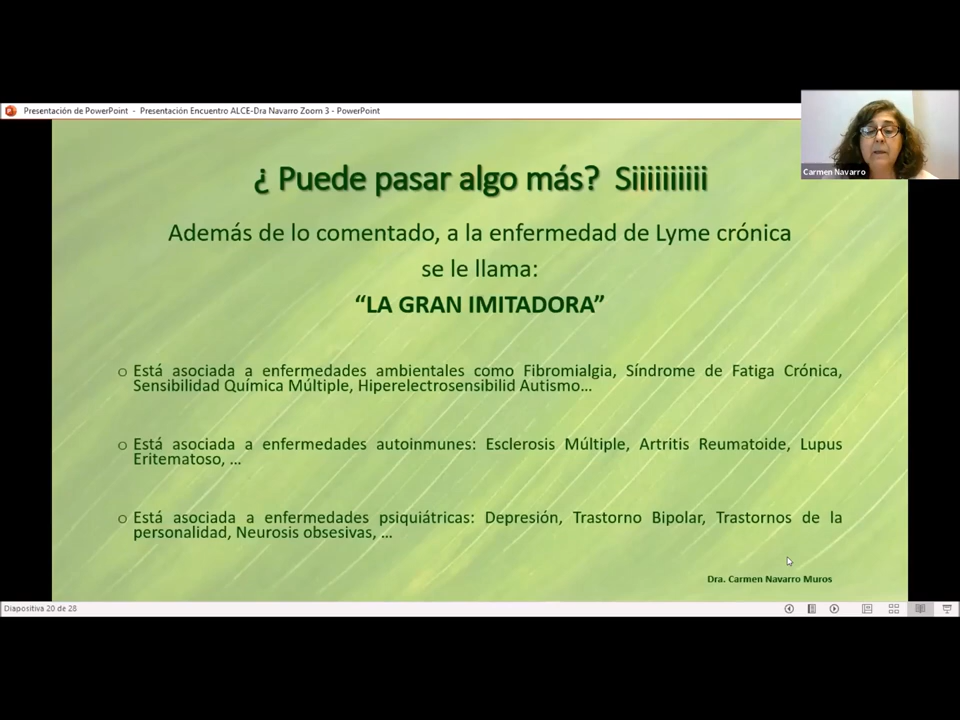 Presentación de PowerPoint - Presentación Encuentro ALCE-Dra Navarro Zoom 3 - PowerPoint
Carmen Navarro
¿ Puede pasar algo más? Siiiiiiiiii
Además de lo comentado, a la enfermedad de Lyme crónica
se le llama:
“LA GRAN IMITADORA”
o Está asociada a enfermedades ambientales como Fibromialgia, Síndrome de Fatiga Crónica,
Sensibilidad Química Múltiple, Hiperelectrosensibilid Autismo...
o Está asociada a enfermedades autoinmunes: Esclerosis Múltiple, Artritis Reumatoide, Lupus
Eritematoso, ...
o Está asociada a enfermedades psiquiátricas: Depresión, Trastorno Bipolar, Trastornos de la
personalidad, Neurosis obsesivas, ...
Dra. Carmen Navarro Muros
Diapositiva 20 de 28